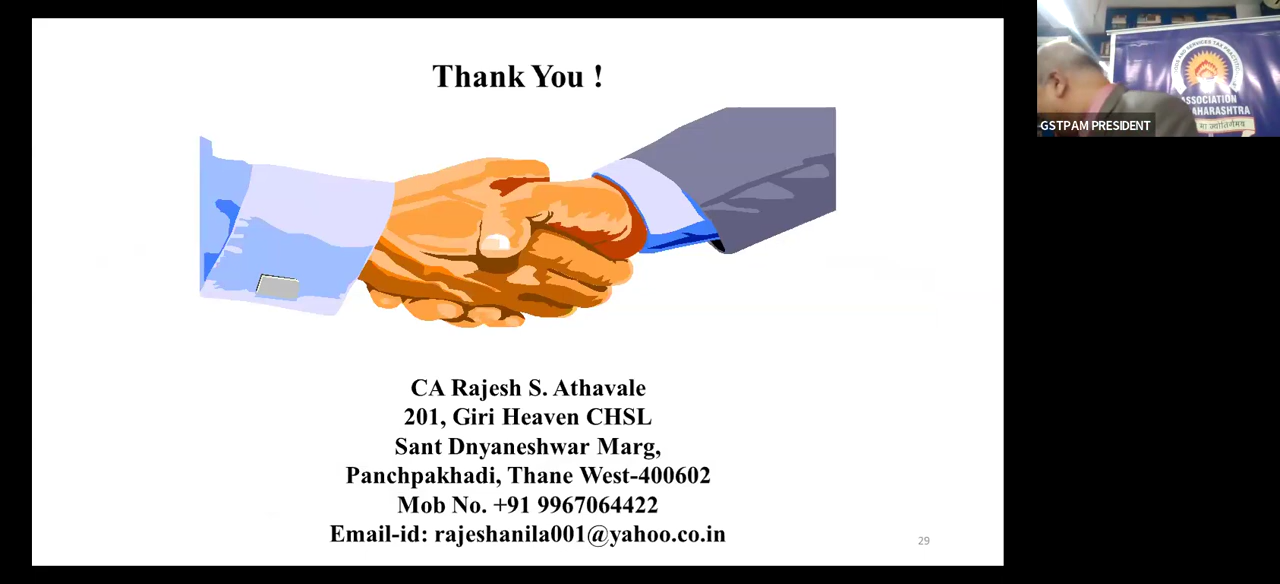 Thank You !
CA Rajesh S. Athavale
201, Giri Heaven CHSL
Sant Dnyaneshwar Marg,
Panchpakhadi, Thane West-400602
Mob No. +91 9967064422
Email-id: rajeshanila001@yahoo.co.in
29
ASSOCIATION
GSTPAM PRESIDENT